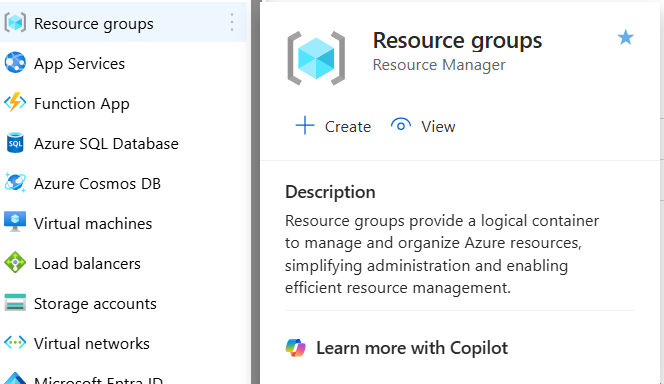 Resource groups
App Services
Function App
Azure SQL Database
Azure Cosmos DB
Virtual machines
Load balancers
Storage accounts
Virtual networks
Microsoft Entra ID
Resource groups
Resource Manager
Create
View
Description
Resource groups provide a logical container
to manage and organize Azure resources,
simplifying administration and enabling
efficient resource management.
Learn more with Copilot